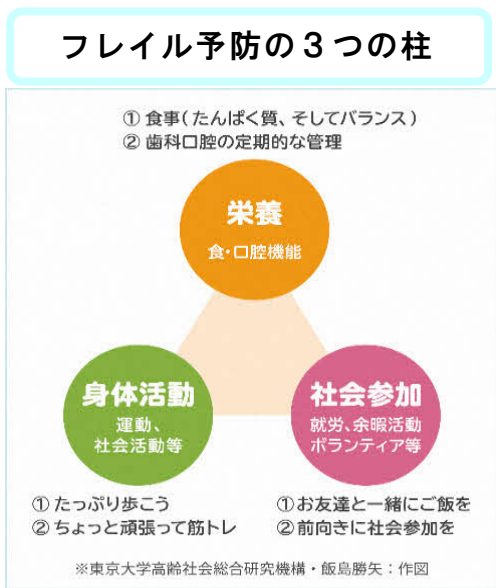 フレイル予防の３つの柱
① 食事(たんぱく質、そしてバランス)
② 歯科口腔の定期的な管理
栄養
食・口腔機能
身体活動
運動、
社会活動等
社会参加
就労、余暇活動
ボランティア等
① たっぷり歩こう
② ちょっと頑張って筋トレ
①お友達と一緒にご飯を
②前向きに社会参加を
※東京大学高齢社会総合研究機構・飯島勝矢：作図